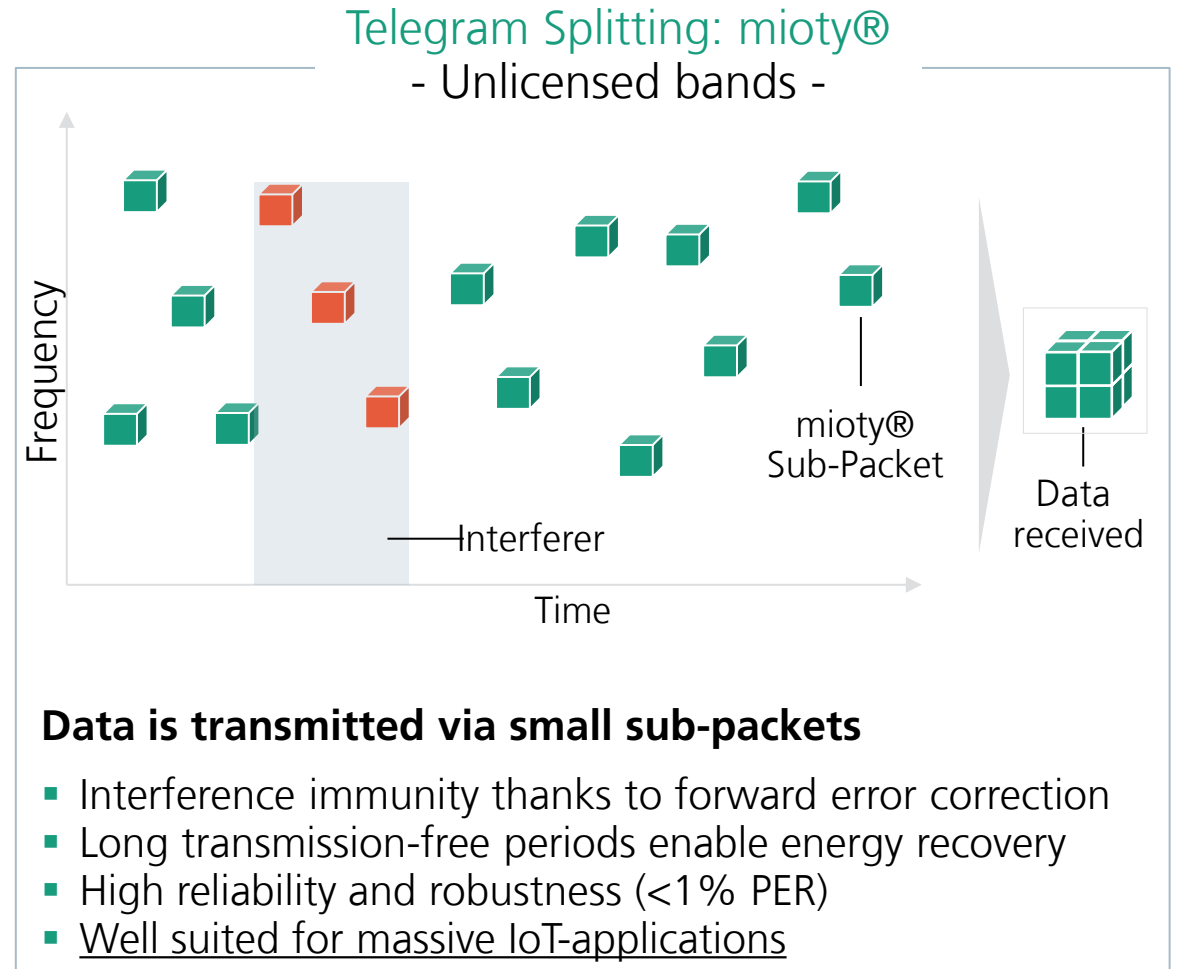 Telegram Splitting: mioty®
- Unlicensed bands -
Frequency
mioty®
Sub-Packet
Interferer
Time
Data
received
Data is transmitted via small sub-packets
▪ Interference immunity thanks to forward error correction
▪ Long transmission-free periods enable energy recovery
▪ High reliability and robustness (<1% PER)
▪ Well suited for massive IoT-applications